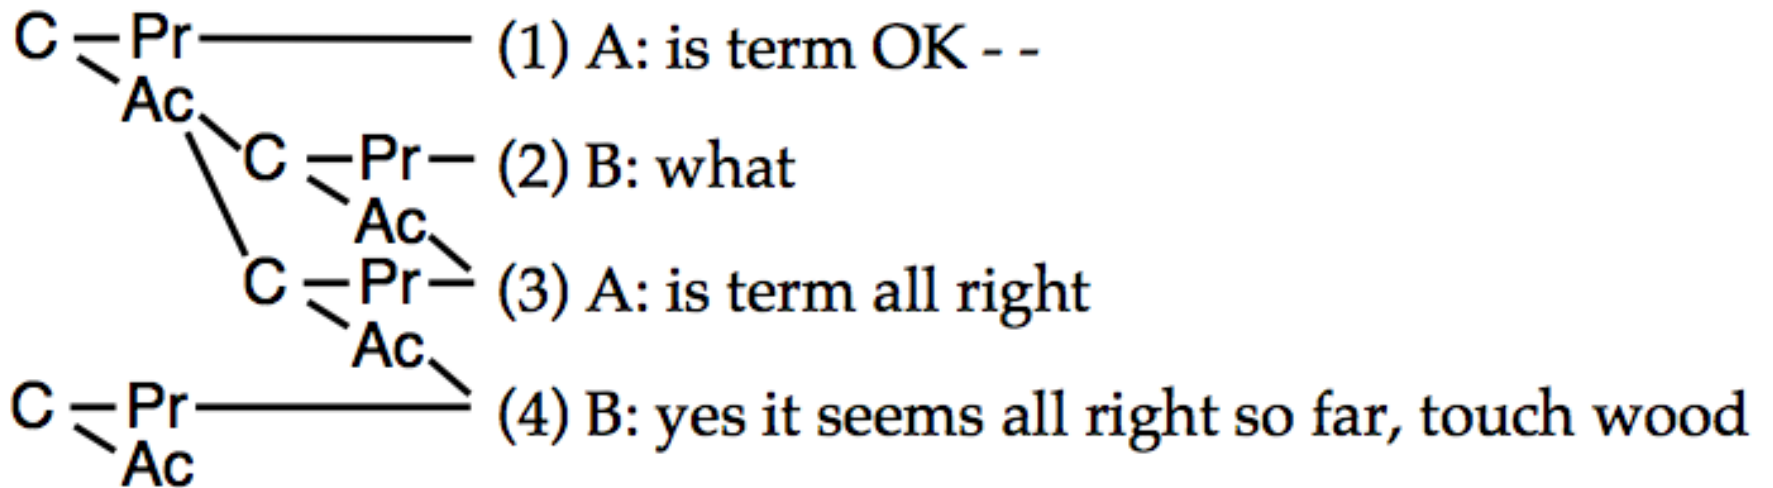 C Pr (1) A: is term OK - -
Ac
C Pr (2) B: what
Ac
C Pr (3) A: is term all right
Ac
C Pr (4) B: yes it seems all right so far, touch wood
Ac